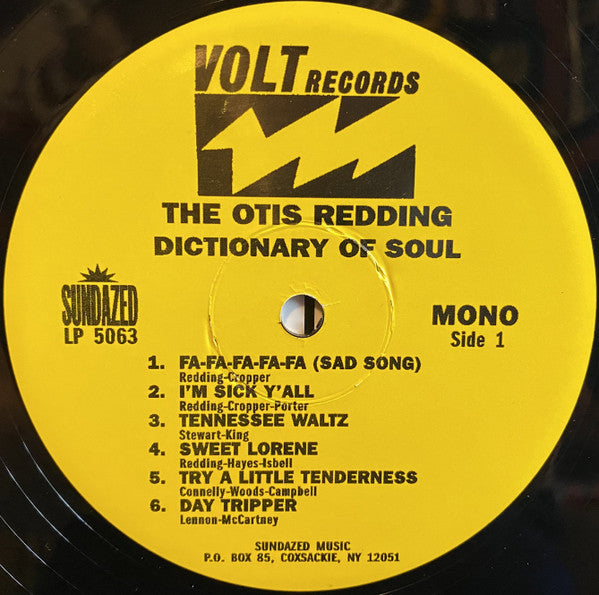 VOLT RECORDS
THE OTIS REDDING
DICTIONARY OF SOUL
SUNDAZED
LP 5063
MONO
Side 1
1. FA-FA-FA-FA-FA (SAD SONG)
Redding-Cropper
2. I'M SICK Y'ALL
Redding-Cropper-Porter
3. TENNESSEE WALTZ
Stewart-King
4. SWEET LORENE
Redding-Hayes-Isbell
5. TRY A LITTLE TENDERNESS
Connelly-Woods-Campbell
6. DAY TRIPPER
Lennon-McCartney
SUNDAZED MUSIC
P.O. BOX 85, COXSACKIE, NY 12051